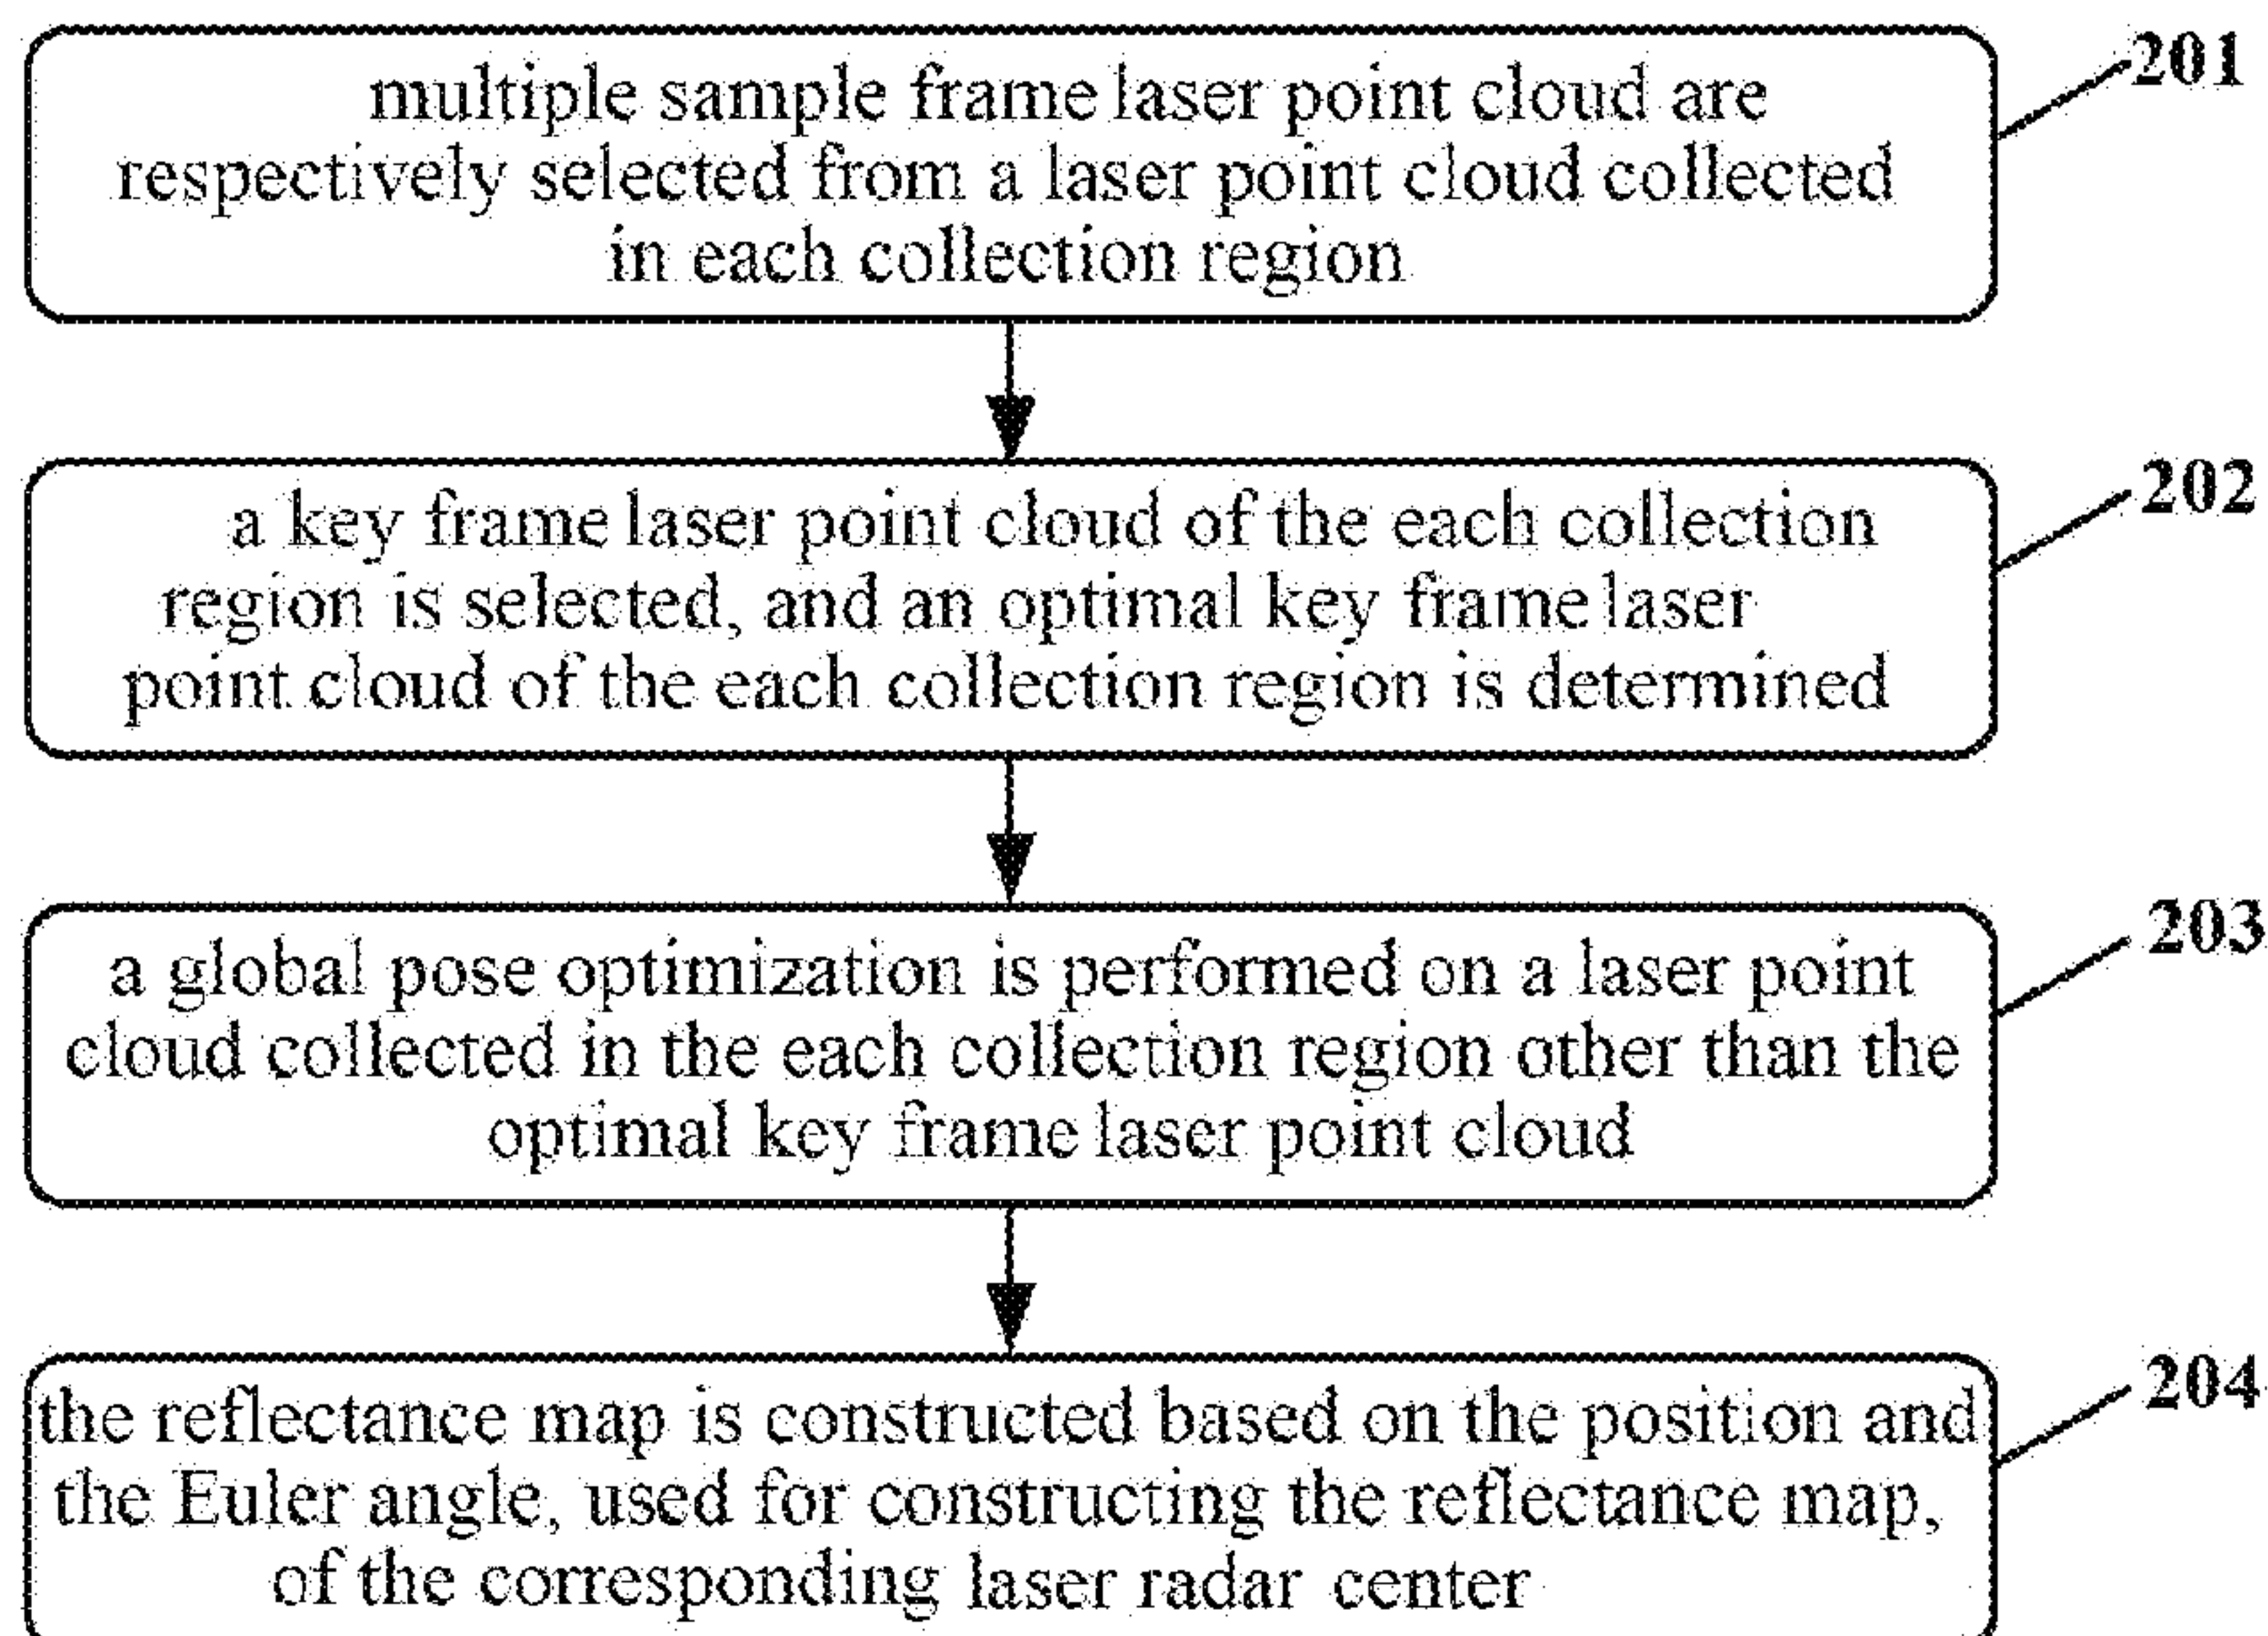 multiple sample frame laser point cloud are
respectively selected from a laser point cloud collected
in each collection region
201
a key frame laser point cloud of the each collection
region is selected, and an optimal key frame laser
point cloud of the each collection region is determined
202
a global pose optimization is performed on a laser point
cloud collected in the each collection region other than the
optimal key frame laser point cloud
203
the reflectance map is constructed based on the position and
the Euler angle, used for constructing the reflectance map,
of the corresponding laser radar center
204